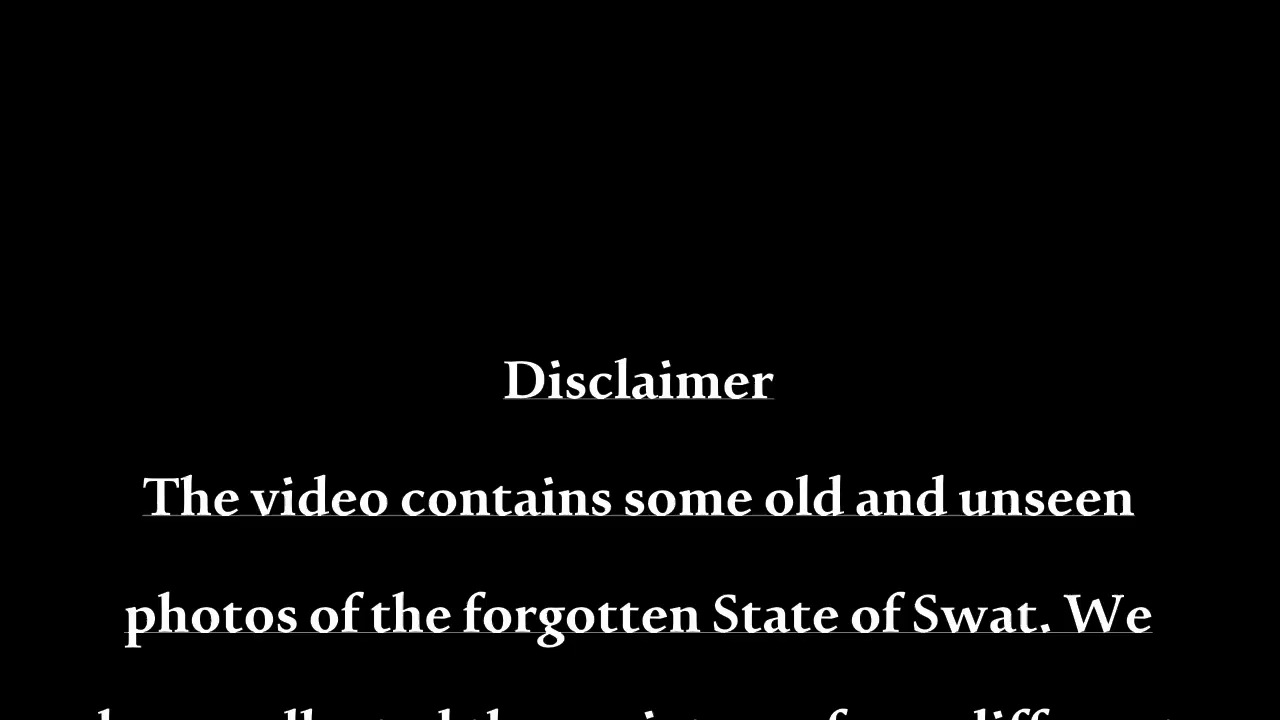 Disclaimer
The video contains some old and unseen
photos of the forgotten State of Swat. We